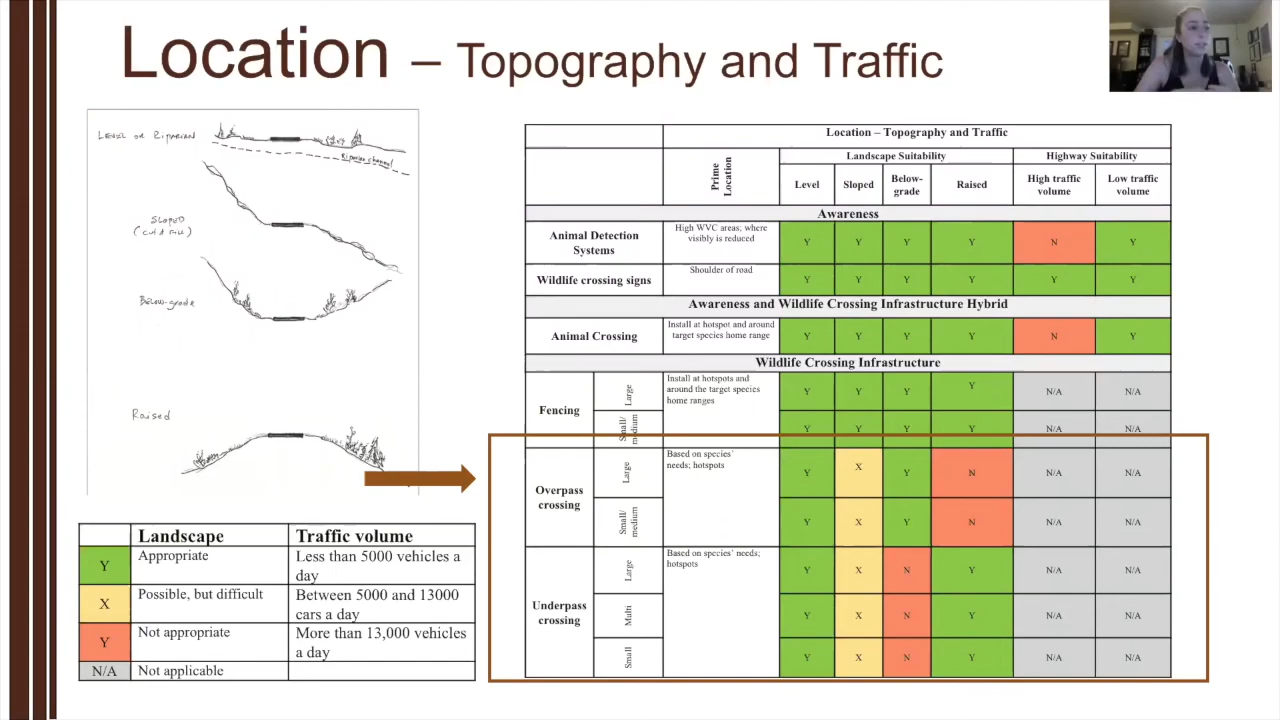 Location – Topography and Traffic
LEVEL OR RIPARIAN
Riparian channel
SLOPED
(cut & fill)
Below-grade
Raised
Landscape Traffic volume
Y Appropriate Less than 5000 vehicles a
day
X Possible, but difficult Between 5000 and 13000
cars a day
Y Not appropriate More than 13,000 vehicles
a day
N/A Not applicable
Location – Topography and Traffic
Prime
Location
Landscape Suitability Highway Suitability
Level Sloped Below-
grade Raised High traffic
volume Low traffic
volume
Awareness
Animal Detection
Systems High WVC areas; where
visibly is reduced Y Y Y Y N Y
Wildlife crossing signs Shoulder of road Y Y Y Y Y Y
Awareness and Wildlife Crossing Infrastructure Hybrid
Animal Crossing Install at hotspot and around
target species home range Y Y Y Y N Y
Wildlife Crossing Infrastructure
Fencing Large Install at hotspots and
around the target species
home ranges Y Y Y Y N/A N/A
Small/
medium Y Y Y Y N/A N/A
Overpass
crossing Large Based on species'
needs; hotspots Y X Y N N/A N/A
Small/
medium Y X Y N N/A N/A
Underpass
crossing Large Based on species' needs;
hotspots Y X N Y N/A N/A
Multi Y X N Y N/A N/A
Small Y X N Y N/A N/A